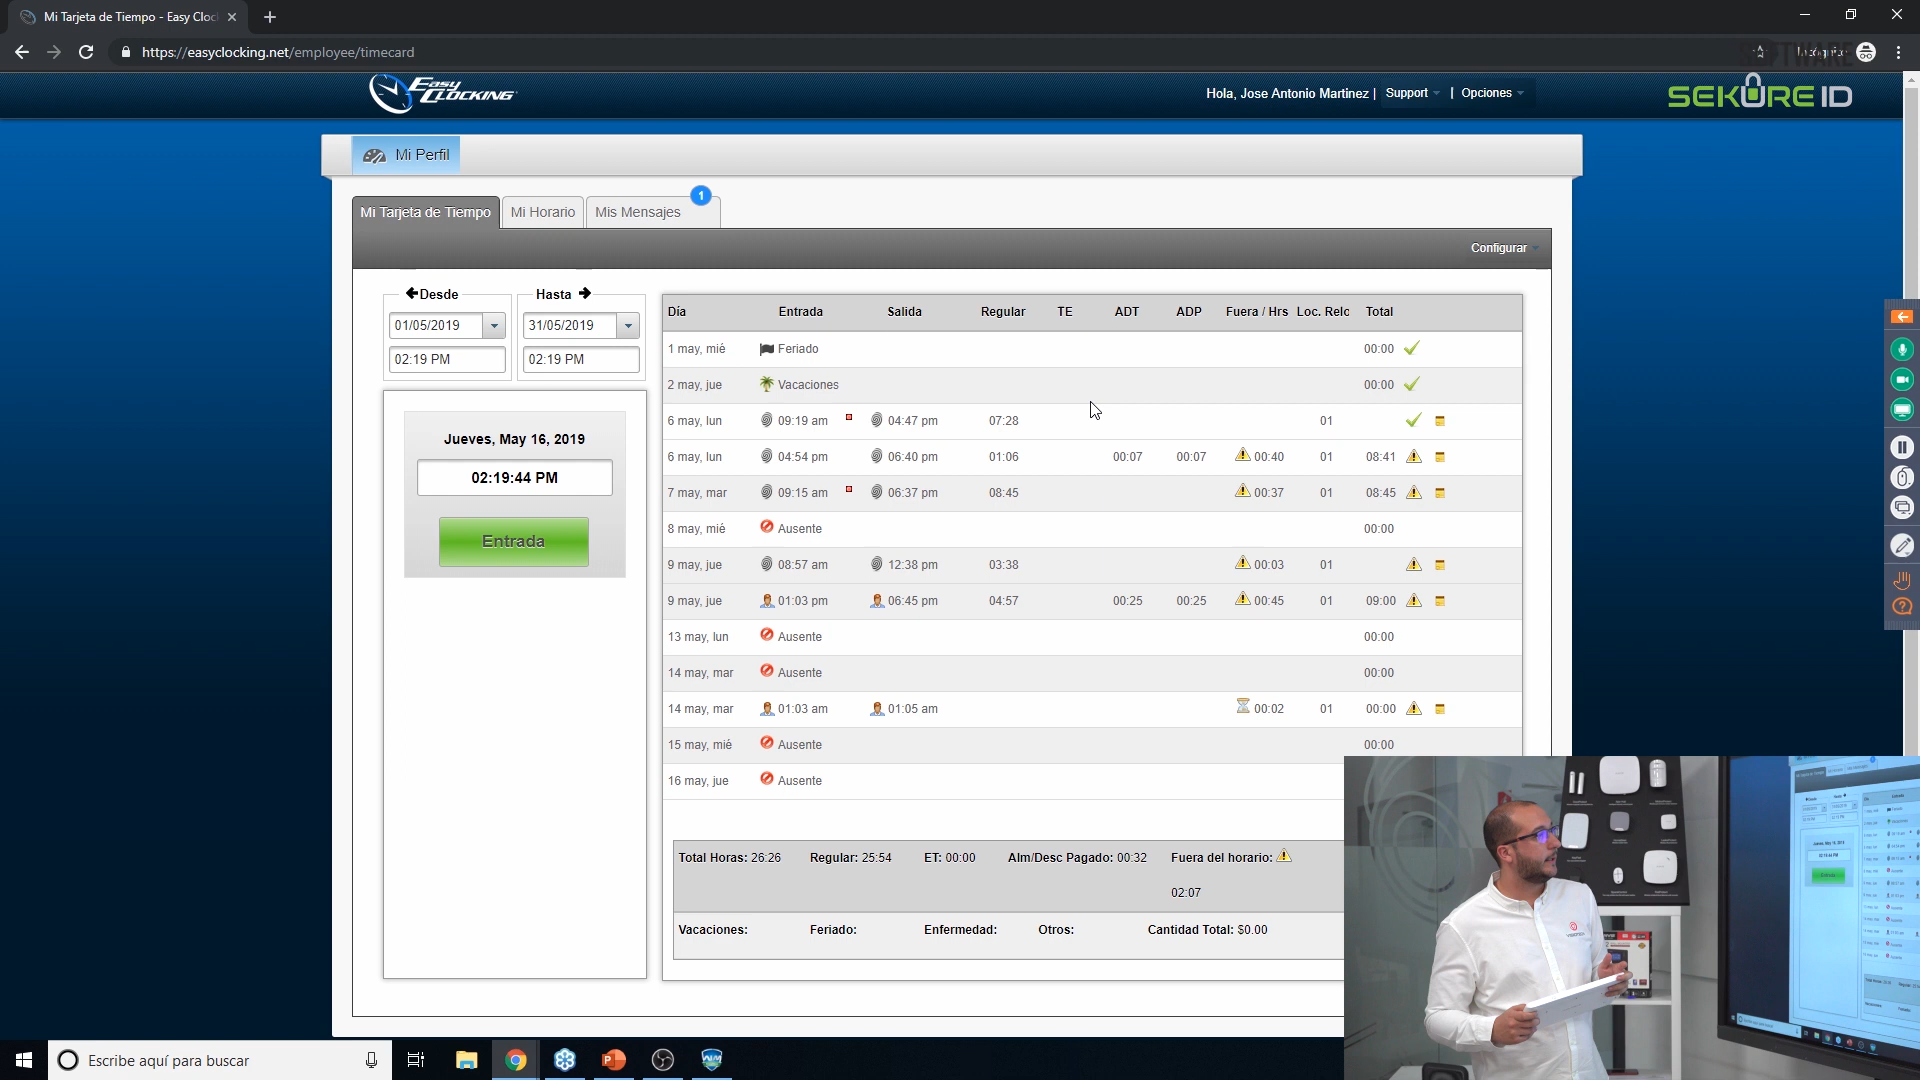 Mi Tarjeta de Tiempo - Easy Cloc
https://easyclocking.net/employee/timecard
SOFTWARE
EASY CLOCKING
Hola, Jose Antonio Martinez | Support | Opciones
SEKUREID
Mi Perfil
Mi Tarjeta de Tiempo Mi Horario Mis Mensajes 1
Configurar
Desde Hasta
01/05/2019 31/05/2019
02:19 PM 02:19 PM
Jueves, May 16, 2019
02:19:44 PM
Entrada
Día Entrada Salida Regular TE ADT ADP Fuera / Hrs Loc. Relo Total
1 may, mié Feriado 00:00
2 may, jue Vacaciones 00:00
6 may, lun 09:19 am 04:47 pm 07:28 01
6 may, lun 04:54 pm 06:40 pm 01:06 00:07 00:07 00:40 01 08:41
7 may, mar 09:15 am 06:37 pm 08:45 00:37 01 08:45
8 may, mié Ausente 00:00
9 may, jue 08:57 am 12:38 pm 03:38 00:03 01
9 may, jue 01:03 pm 06:45 pm 04:57 00:25 00:25 00:45 01 09:00
13 may, lun Ausente 00:00
14 may, mar Ausente 00:00
14 may, mar 01:03 am 01:05 am 00:02 01 00:00
15 may, mié Ausente 00:00
16 may, jue Ausente
Total Horas: 26:26 Regular: 25:54 ET: 00:00 Alm/Desc Pagado: 00:32 Fuera del horario:
02:07
Vacaciones: Feriado: Enfermedad: Otros: Cantidad Total: $0.00
Escribe aquí para buscar